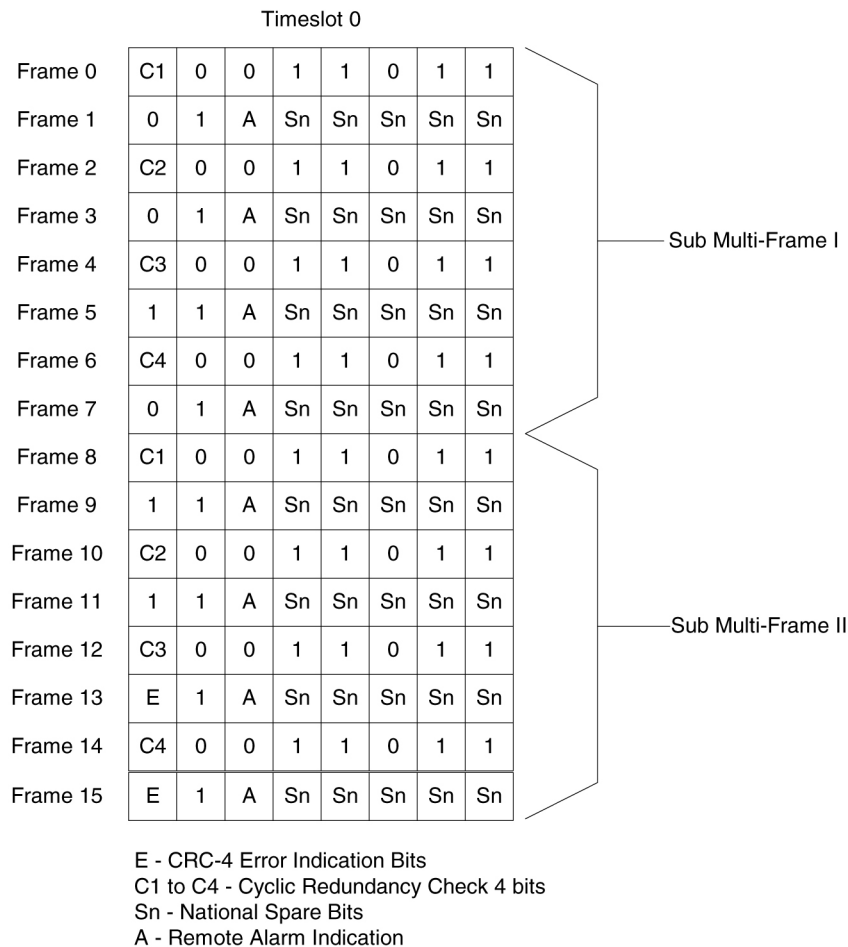 Timeslot 0
Frame 0 C1 0 0 1 1 0 1 1
Frame 1 0 1 A Sn Sn Sn Sn Sn
Frame 2 C2 0 0 1 1 0 1 1
Frame 3 0 1 A Sn Sn Sn Sn Sn
Sub Multi-Frame I
Frame 4 C3 0 0 1 1 0 1 1
Frame 5 1 1 A Sn Sn Sn Sn Sn
Frame 6 C4 0 0 1 1 0 1 1
Frame 7 0 1 A Sn Sn Sn Sn Sn
Frame 8 C1 0 0 1 1 0 1 1
Frame 9 1 1 A Sn Sn Sn Sn Sn
Frame 10 C2 0 0 1 1 0 1 1
Frame 11 1 1 A Sn Sn Sn Sn Sn
Sub Multi-Frame II
Frame 12 C3 0 0 1 1 0 1 1
Frame 13 E 1 A Sn Sn Sn Sn Sn
Frame 14 C4 0 0 1 1 0 1 1
Frame 15 E 1 A Sn Sn Sn Sn Sn
E - CRC-4 Error Indication Bits
C1 to C4 - Cyclic Redundancy Check 4 bits
Sn - National Spare Bits
A - Remote Alarm Indication